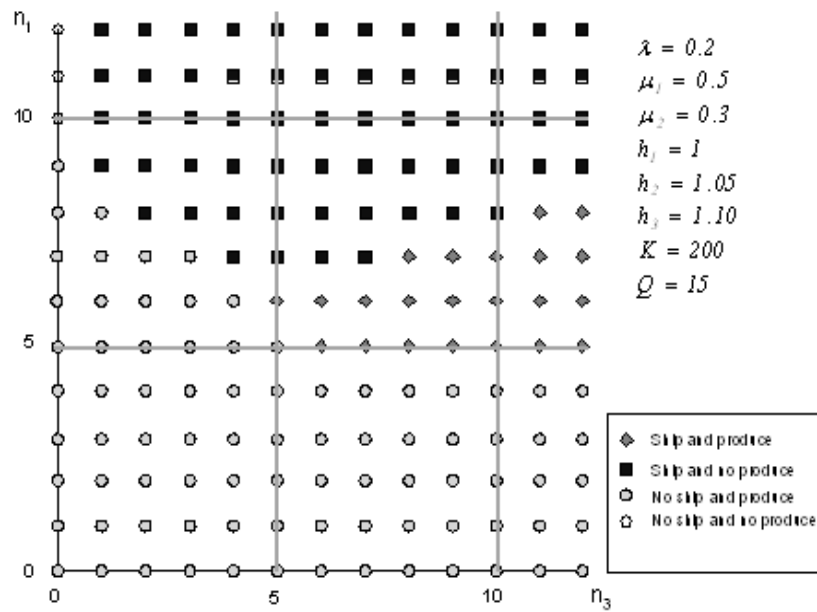 n₁
10
5
0
0
5
10
n₃
λ = 0.2
μ₁ = 0.5
μ₂ = 0.3
h₁ = 1
h₂ = 1.05
h₃ = 1.10
K = 200
Q = 15
Ship and produce
Ship and no produce
No ship and produce
No ship and no produce